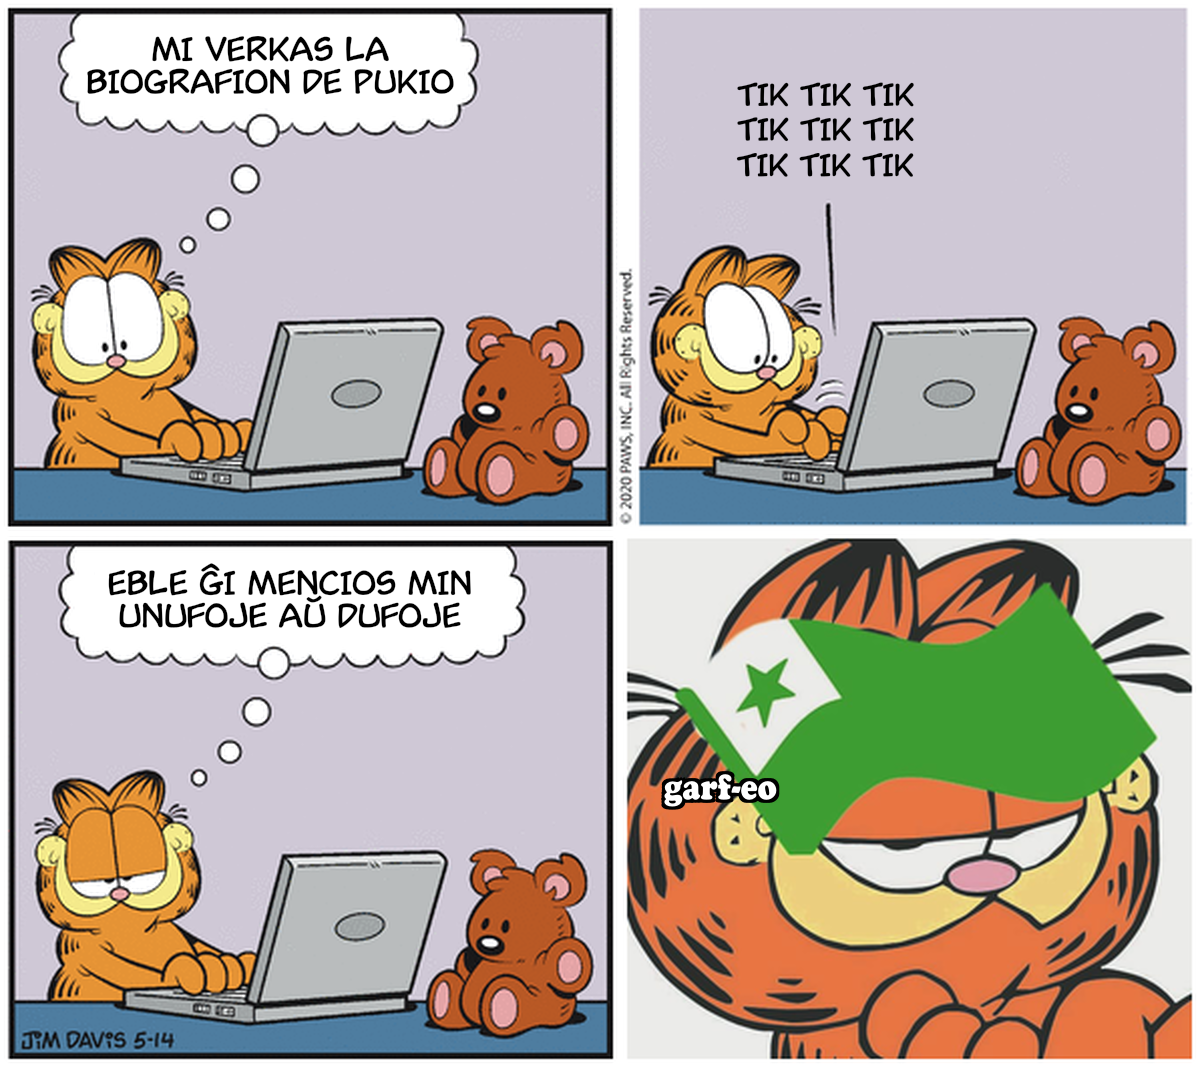 MI VERKAS LA
BIOGRAFION DE PUKIO
TIK TIK TIK
TIK TIK TIK
TIK TIK TIK
© 2020 PAWS, INC. All Rights Reserved.
EBLE ĜI MENCIOS MIN
UNUFOJE AŬ DUFOJE
JIM DAVIS 5-14
garf-eo